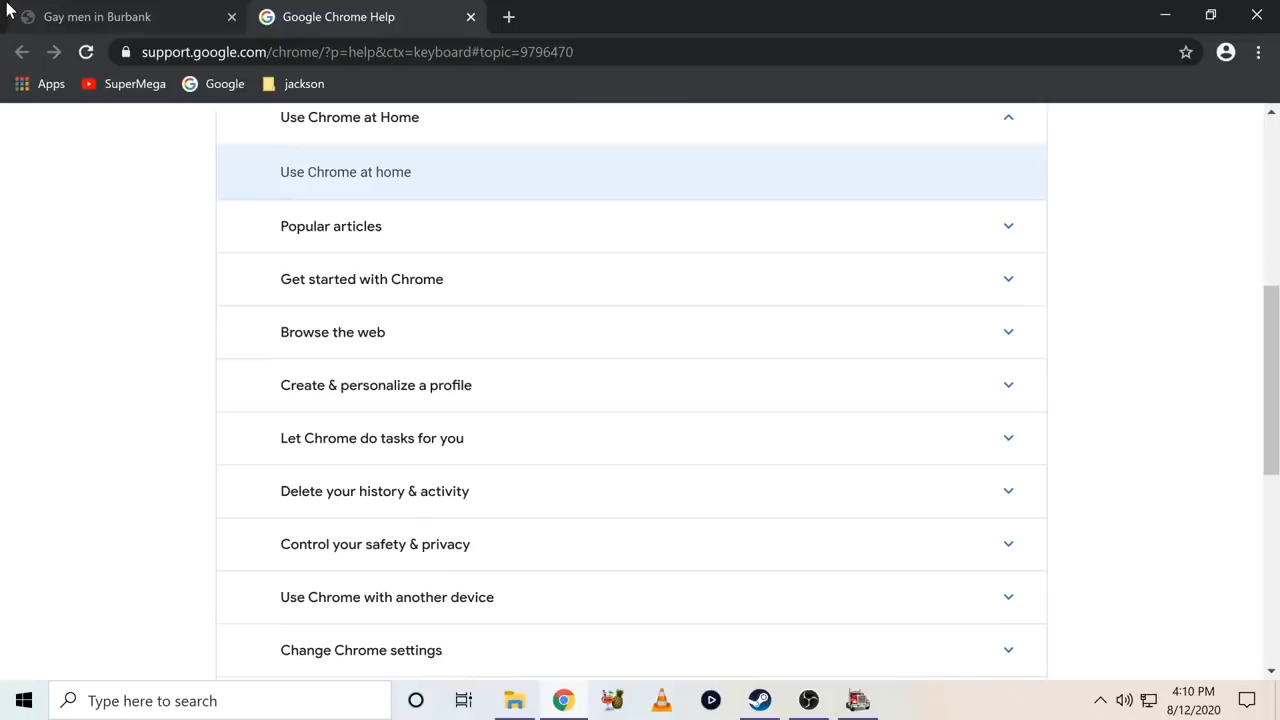 Gay men in Burbank
Google Chrome Help
support.google.com/chrome/?p=help&ctx=keyboard#topic=9796470
Apps
SuperMega
Google
jackson
Use Chrome at Home
Use Chrome at home
Popular articles
Get started with Chrome
Browse the web
Create & personalize a profile
Let Chrome do tasks for you
Delete your history & activity
Control your safety & privacy
Use Chrome with another device
Change Chrome settings
Type here to search
4:10 PM
8/12/2020